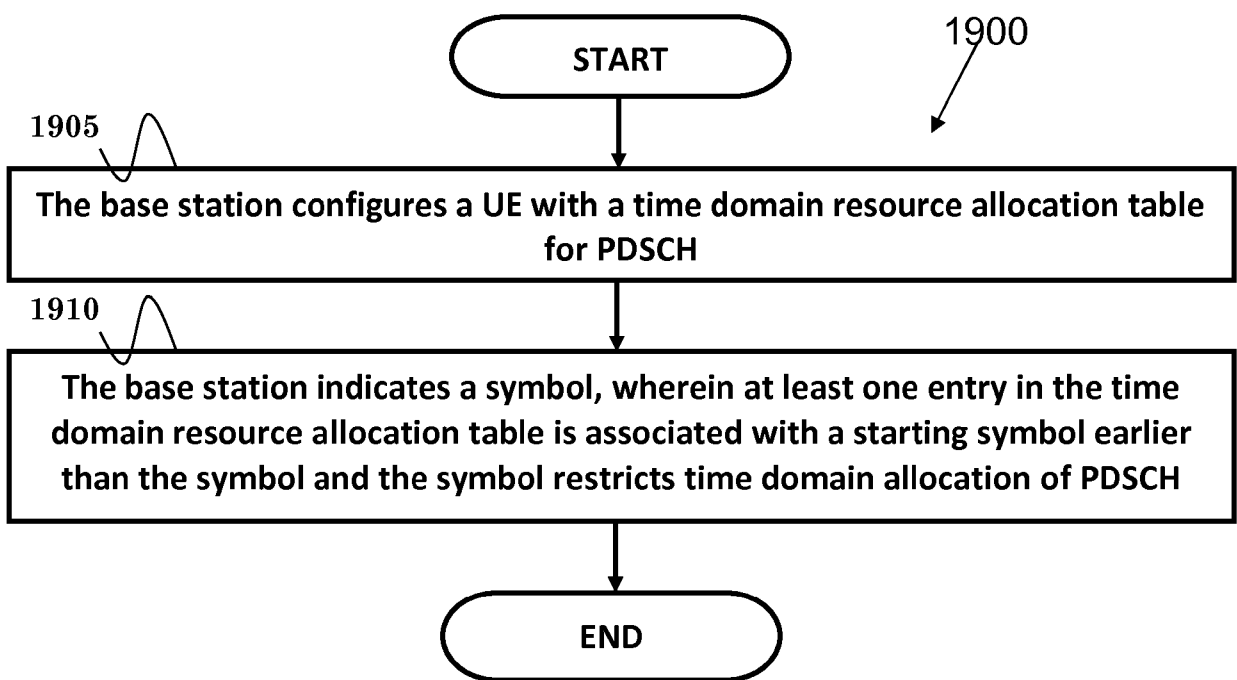 START
1900
1905
The base station configures a UE with a time domain resource allocation table
for PDSCH
1910
The base station indicates a symbol, wherein at least one entry in the time
domain resource allocation table is associated with a starting symbol earlier
than the symbol and the symbol restricts time domain allocation of PDSCH
END